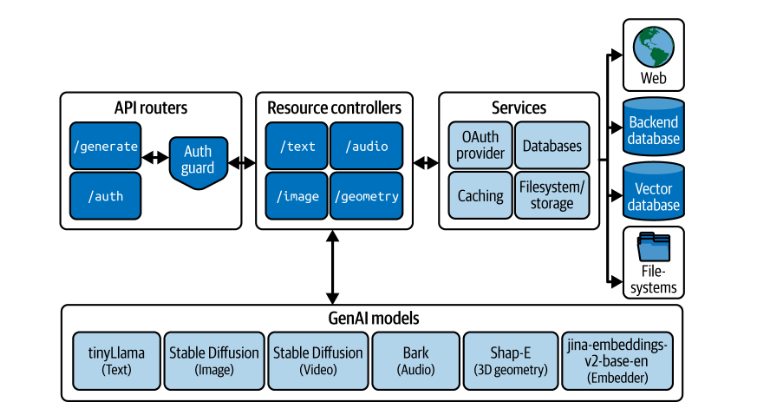 API routers
/generate
/auth
Auth
guard
Resource controllers
/text
/audio
/image
/geometry
Services
OAuth
provider
Databases
Caching
Filesystem/
storage
Web
Backend
database
Vector
database
File-
systems
GenAI models
tinyLlama
(Text)
Stable Diffusion
(Image)
Stable Diffusion
(Video)
Bark
(Audio)
Shap-E
(3D geometry)
jina-embeddings-
v2-base-en
(Embedder)